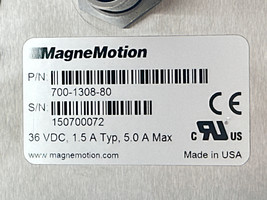 MagneMotion
P/N:
700-1308-80
S/N:
150700072
CE
C RU US
36 VDC, 1.5 A Typ, 5.0 A Max
www.magnemotion.com
Made in USA